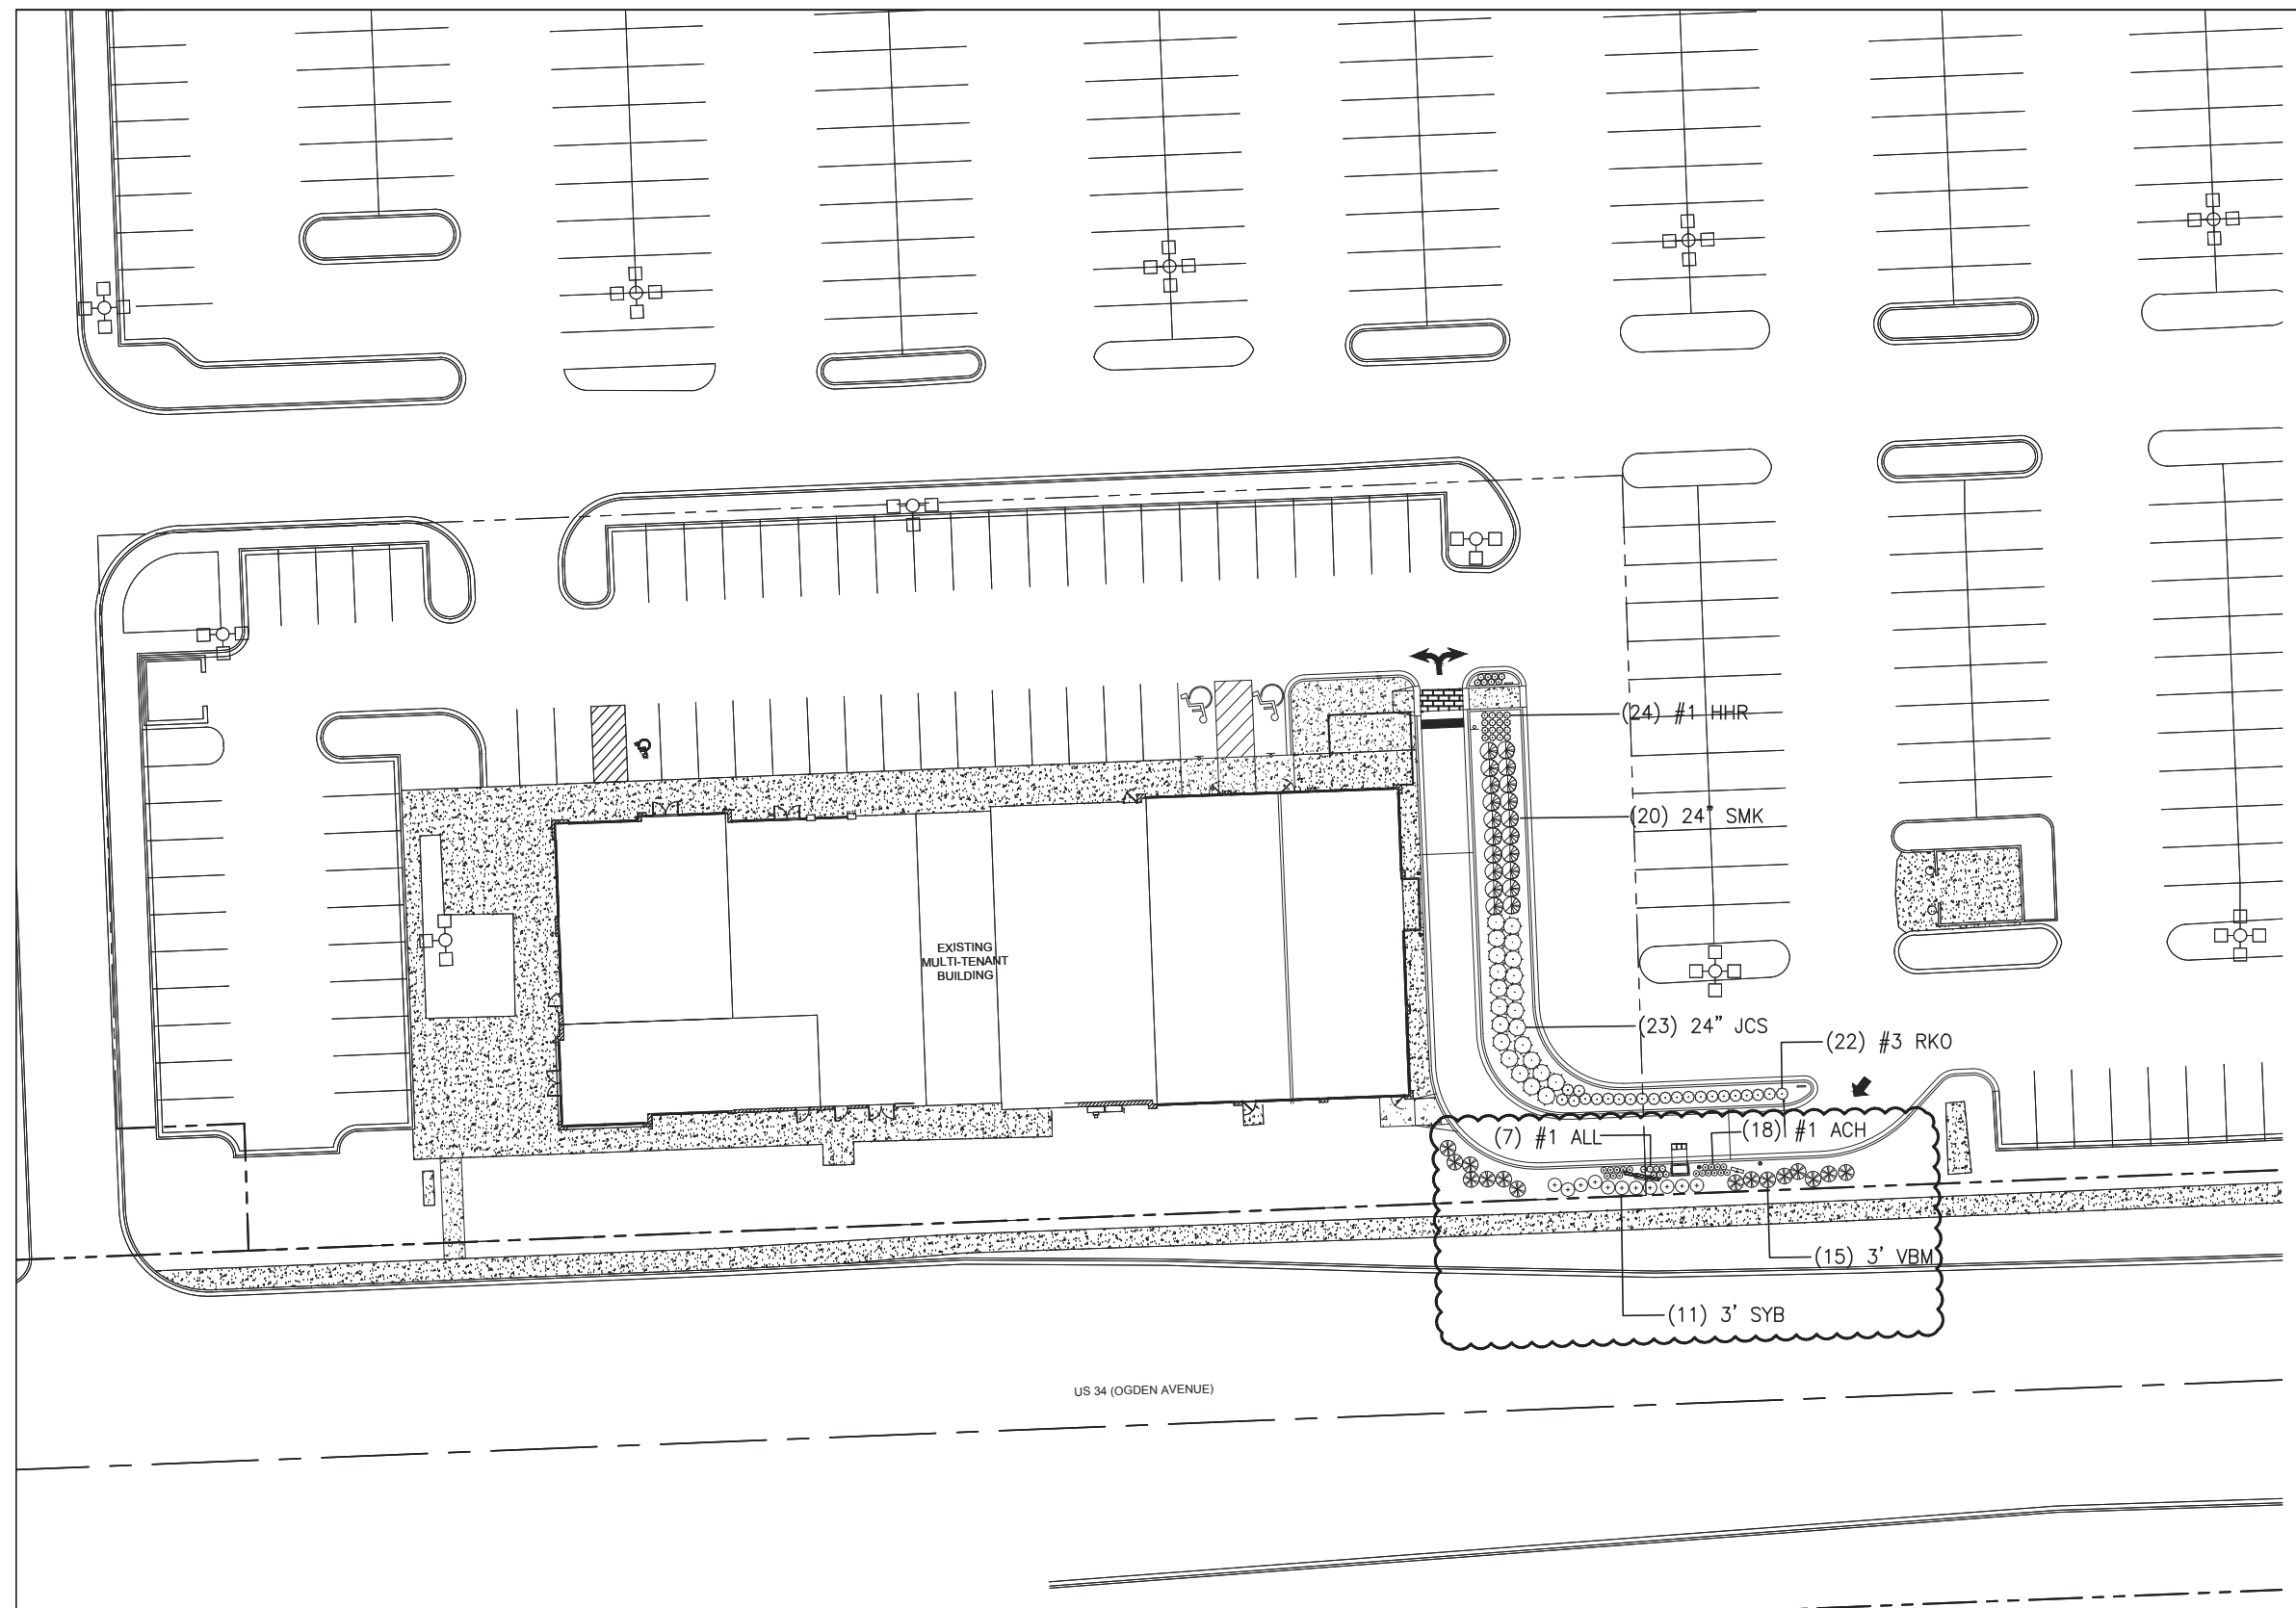 (24) #1 HHR
(20) 24" SMK
EXISTING
MULTI-TENANT
BUILDING
(23) 24" JCS
(22) #3 RKO
(7) #1 ALL
(18) #1 ACH
(15) 3' VBM
(11) 3' SYB
US 34 (OGDEN AVENUE)